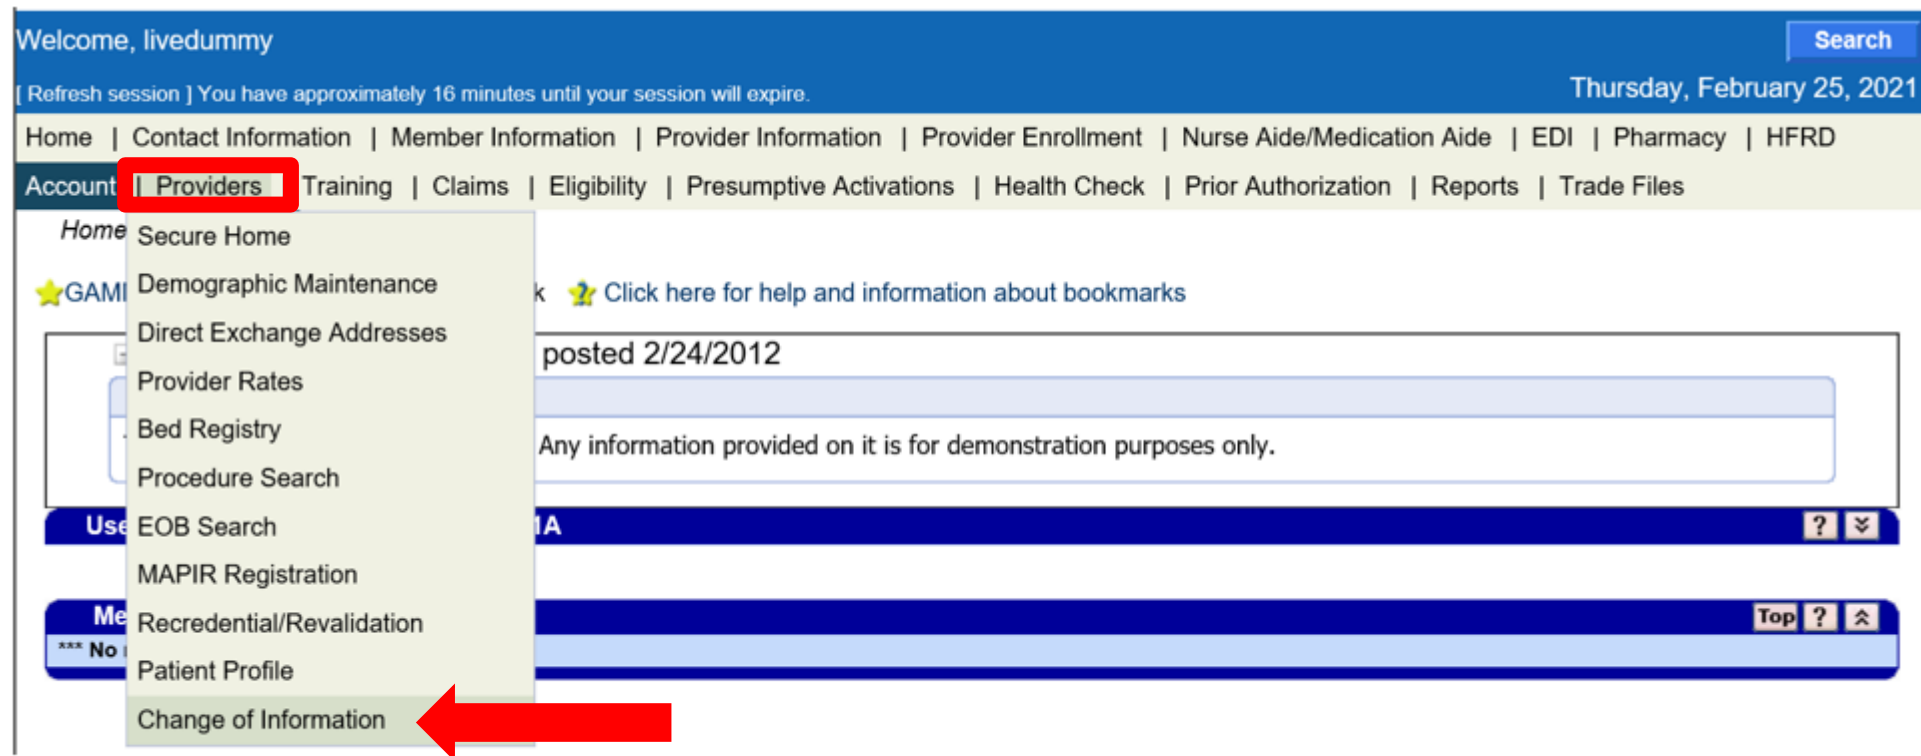 Welcome, livedummy
Search
[ Refresh session ] You have approximately 16 minutes until your session will expire.
Thursday, February 25, 2021
Home | Contact Information | Member Information | Provider Information | Provider Enrollment | Nurse Aide/Medication Aide | EDI | Pharmacy | HFRD
Account | Providers Training | Claims | Eligibility | Presumptive Activations | Health Check | Prior Authorization | Reports | Trade Files
Home
Secure Home
Demographic Maintenance
Direct Exchange Addresses
Provider Rates
Bed Registry
Procedure Search
EOB Search
MAPIR Registration
Recredential/Revalidation
Patient Profile
Change of Information
Click here for help and information about bookmarks
posted 2/24/2012
Any information provided on it is for demonstration purposes only.
?
Top ?
*** No